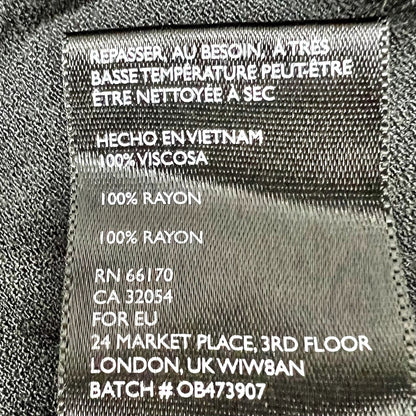 REPASSER, AU BESOIN, À TRÈS
BASSE TEMPÉRATURE PEUT-ÊTRE
ÊTRE NETTOYÉE A SEC
HECHO EN VIETNAM
100% VISCOSA
100% RAYON
100% RAYON
RN 66170
CA 32054
FOR EU
24 MARKET PLACE, 3RD FLOOR
LONDON, UK W1W8AN
BATCH # OB473907